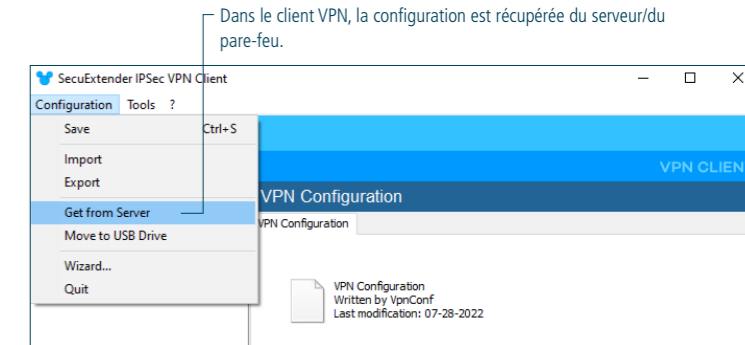 Dans le client VPN, la configuration est récupérée du serveur/du
pare-feu.
SecuExtender IPSec VPN Client
Configuration Tools ?
Save Ctrl+S
Import
Export
Get from Server
Move to USB Drive
Wizard...
Quit
VPN CLIEN
VPN Configuration
VPN Configuration
VPN Configuration
Written by VpnConf
Last modification: 07-28-2022